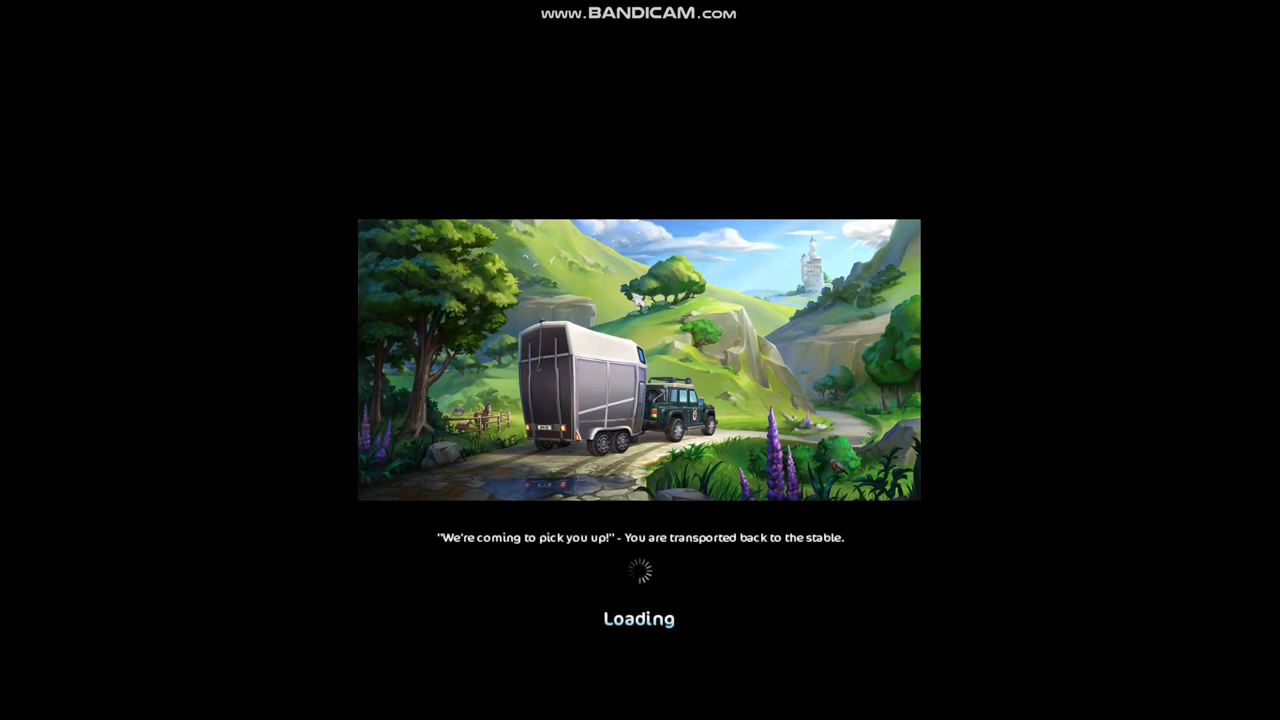 www.BANDICAM.com
"We're coming to pick you up!" - You are transported back to the stable.
Loading